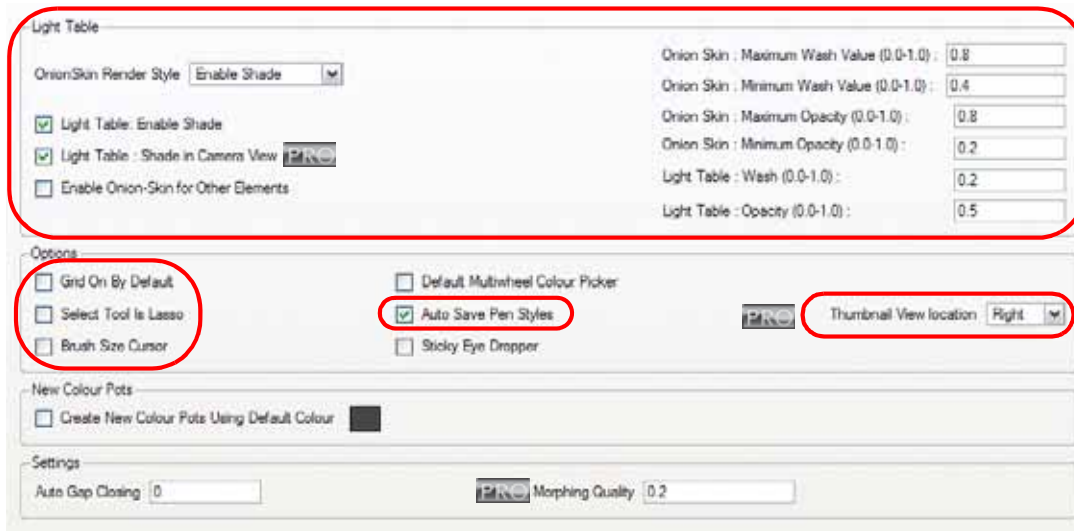 Light Table
OnionSkin Render Style Enable Shade
Light Table: Enable Shade
Light Table : Shade in Camera View PRO
Enable Onion-Skin for Other Elements
Onion Skin : Maximum Wash Value (0.0-1.0) : 0.8
Onion Skin : Minimum Wash Value (0.0-1.0) : 0.4
Onion Skin : Maximum Opacity (0.0-1.0) : 0.8
Onion Skin : Minimum Opacity (0.0-1.0) : 0.2
Light Table : Wash (0.0-1.0) : 0.2
Light Table : Opacity (0.0-1.0) : 0.5
Options
Grid On By Default
Select Tool Is Lasso
Brush Size Cursor
Default Multiwheel Colour Picker
Auto Save Pen Styles
Sticky Eye Dropper
PRO Thumbnail View location Right
New Colour Pots
Create New Colour Pots Using Default Colour
Settings
Auto Gap Closing 0
PRO Morphing Quality 0.2